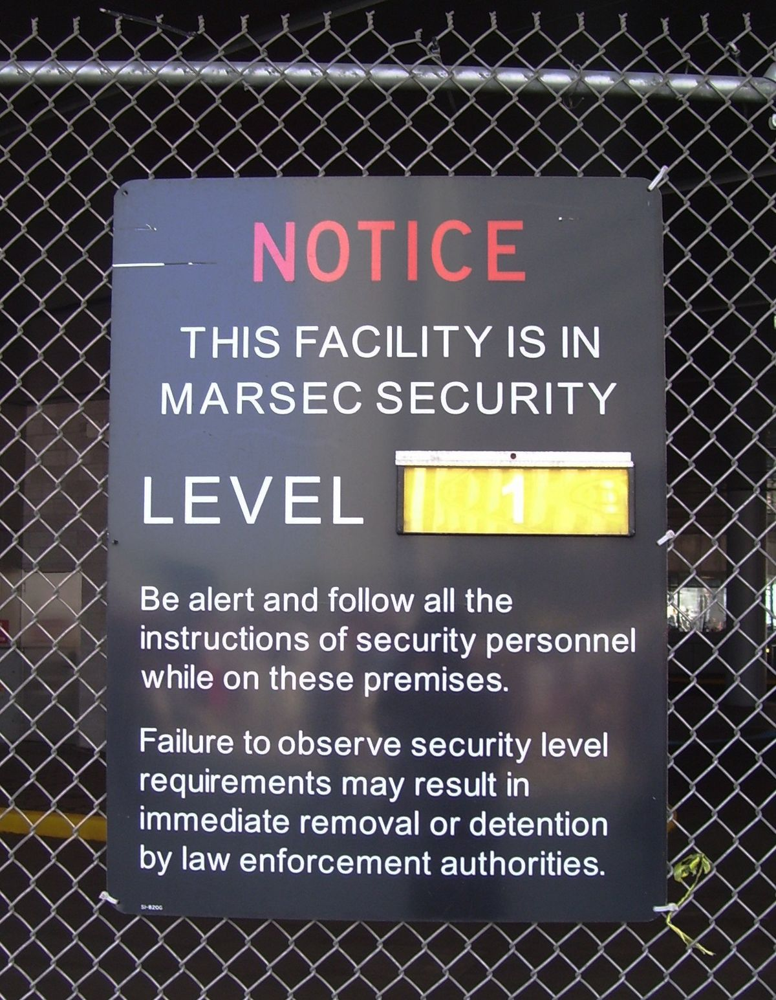 NOTICE
THIS FACILITY IS IN
MARSEC SECURITY
LEVEL 1
Be alert and follow all the
instructions of security personnel
while on these premises.
Failure to observe security level
requirements may result in
immediate removal or detention
by law enforcement authorities.
SI-820G